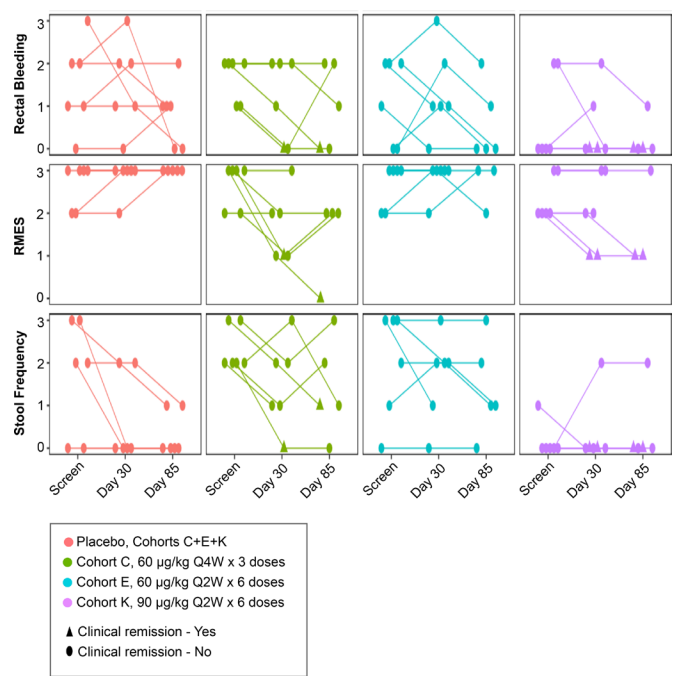 Rectal Bleeding
3
2
1
0
RMES
3
2
1
0
Stool Frequency
3
2
1
0
Screen Day 30 Day 85 Screen Day 30 Day 85 Screen Day 30 Day 85 Screen Day 30 Day 85
Placebo, Cohorts C+E+K
Cohort C, 60 µg/kg Q4W x 3 doses
Cohort E, 60 µg/kg Q2W x 6 doses
Cohort K, 90 µg/kg Q2W x 6 doses
Clinical remission - Yes
Clinical remission - No